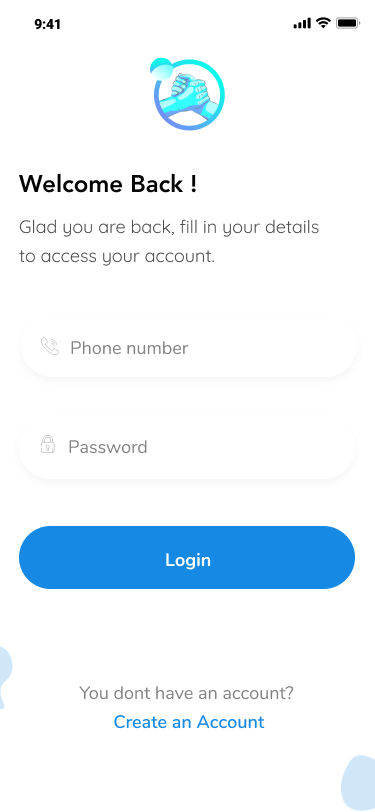 9:41
Welcome Back !
Glad you are back, fill in your details
to access your account.
Phone number
Password
Login
You dont have an account?
Create an Account